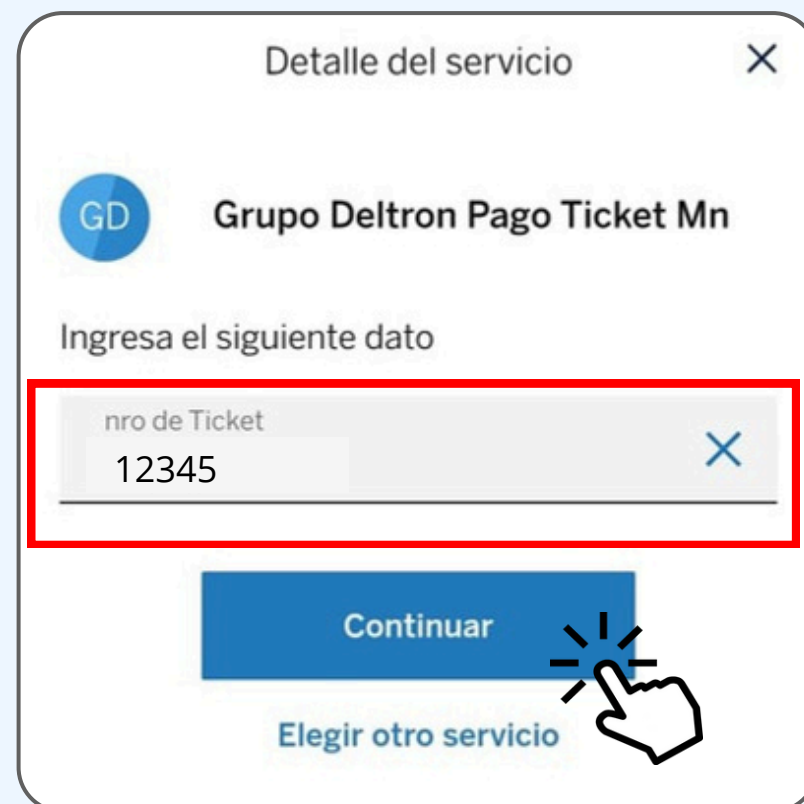 Detalle del servicio
GD
Grupo Deltron Pago Ticket Mn
Ingresa el siguiente dato
nro de Ticket
12345
Continuar
Elegir otro servicio